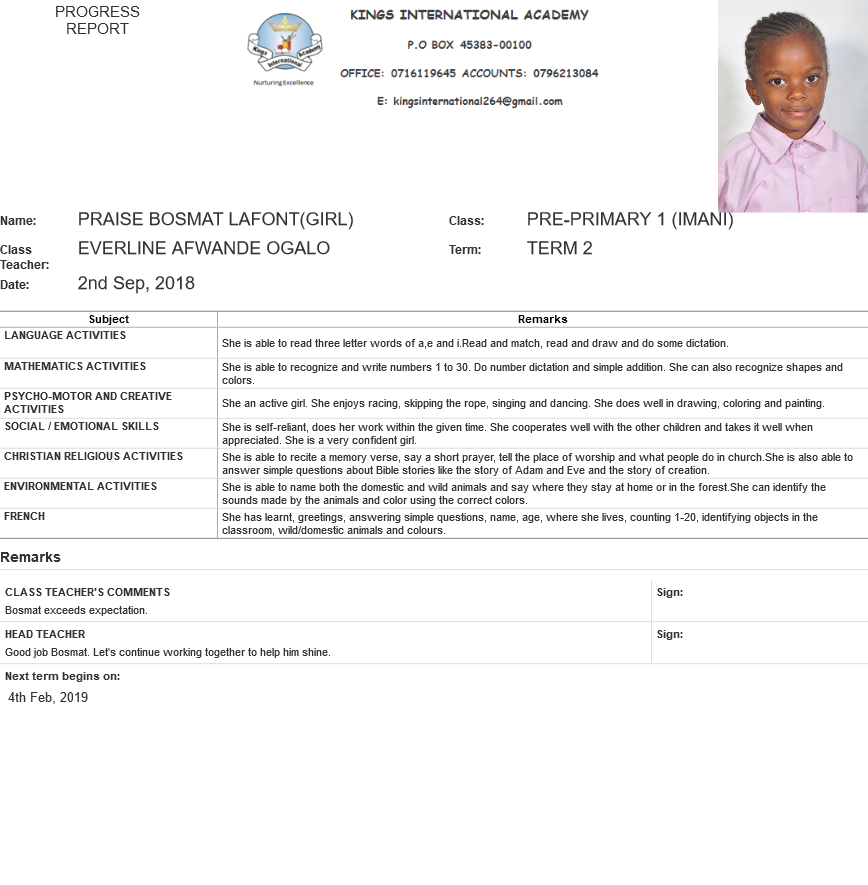 PROGRESS
REPORT
KINGS INTERNATIONAL ACADEMY
P.O BOX 45383-00100
OFFICE: 0716119645 ACCOUNTS: 0796213084
E: kingsinternational264@gmail.com
Kings International Academy
Nurturing Excellence
Name: PRAISE BOSMAT LAFONT(GIRL) Class: PRE-PRIMARY 1 (IMANI)
Class Teacher: EVERLINE AFWANDE OGALO Term: TERM 2
Date: 2nd Sep, 2018
Subject Remarks
LANGUAGE ACTIVITIES
She is able to read three letter words of a,e and i.Read and match, read and draw and do some dictation.
MATHEMATICS ACTIVITIES
She is able to recognize and write numbers 1 to 30. Do number dictation and simple addition. She can also recognize shapes and
colors.
PSYCHO-MOTOR AND CREATIVE
ACTIVITIES
She an active girl. She enjoys racing, skipping the rope, singing and dancing. She does well in drawing, coloring and painting.
SOCIAL / EMOTIONAL SKILLS
She is self-reliant, does her work within the given time. She cooperates well with the other children and takes it well when
appreciated. She is a very confident girl.
CHRISTIAN RELIGIOUS ACTIVITIES
She is able to recite a memory verse, say a short prayer, tell the place of worship and what people do in church.She is also able to
answer simple questions about Bible stories like the story of Adam and Eve and the story of creation.
ENVIRONMENTAL ACTIVITIES
She is able to name both the domestic and wild animals and say where they stay at home or in the forest.She can identify the
sounds made by the animals and color using the correct colors.
FRENCH
She has learnt, greetings, answering simple questions, name, age, where she lives, counting 1-20, identifying objects in the
classroom, wild/domestic animals and colours.
Remarks
CLASS TEACHER'S COMMENTS Sign:
Bosmat exceeds expectation.
HEAD TEACHER Sign:
Good job Bosmat. Let's continue working together to help him shine.
Next term begins on:
4th Feb, 2019